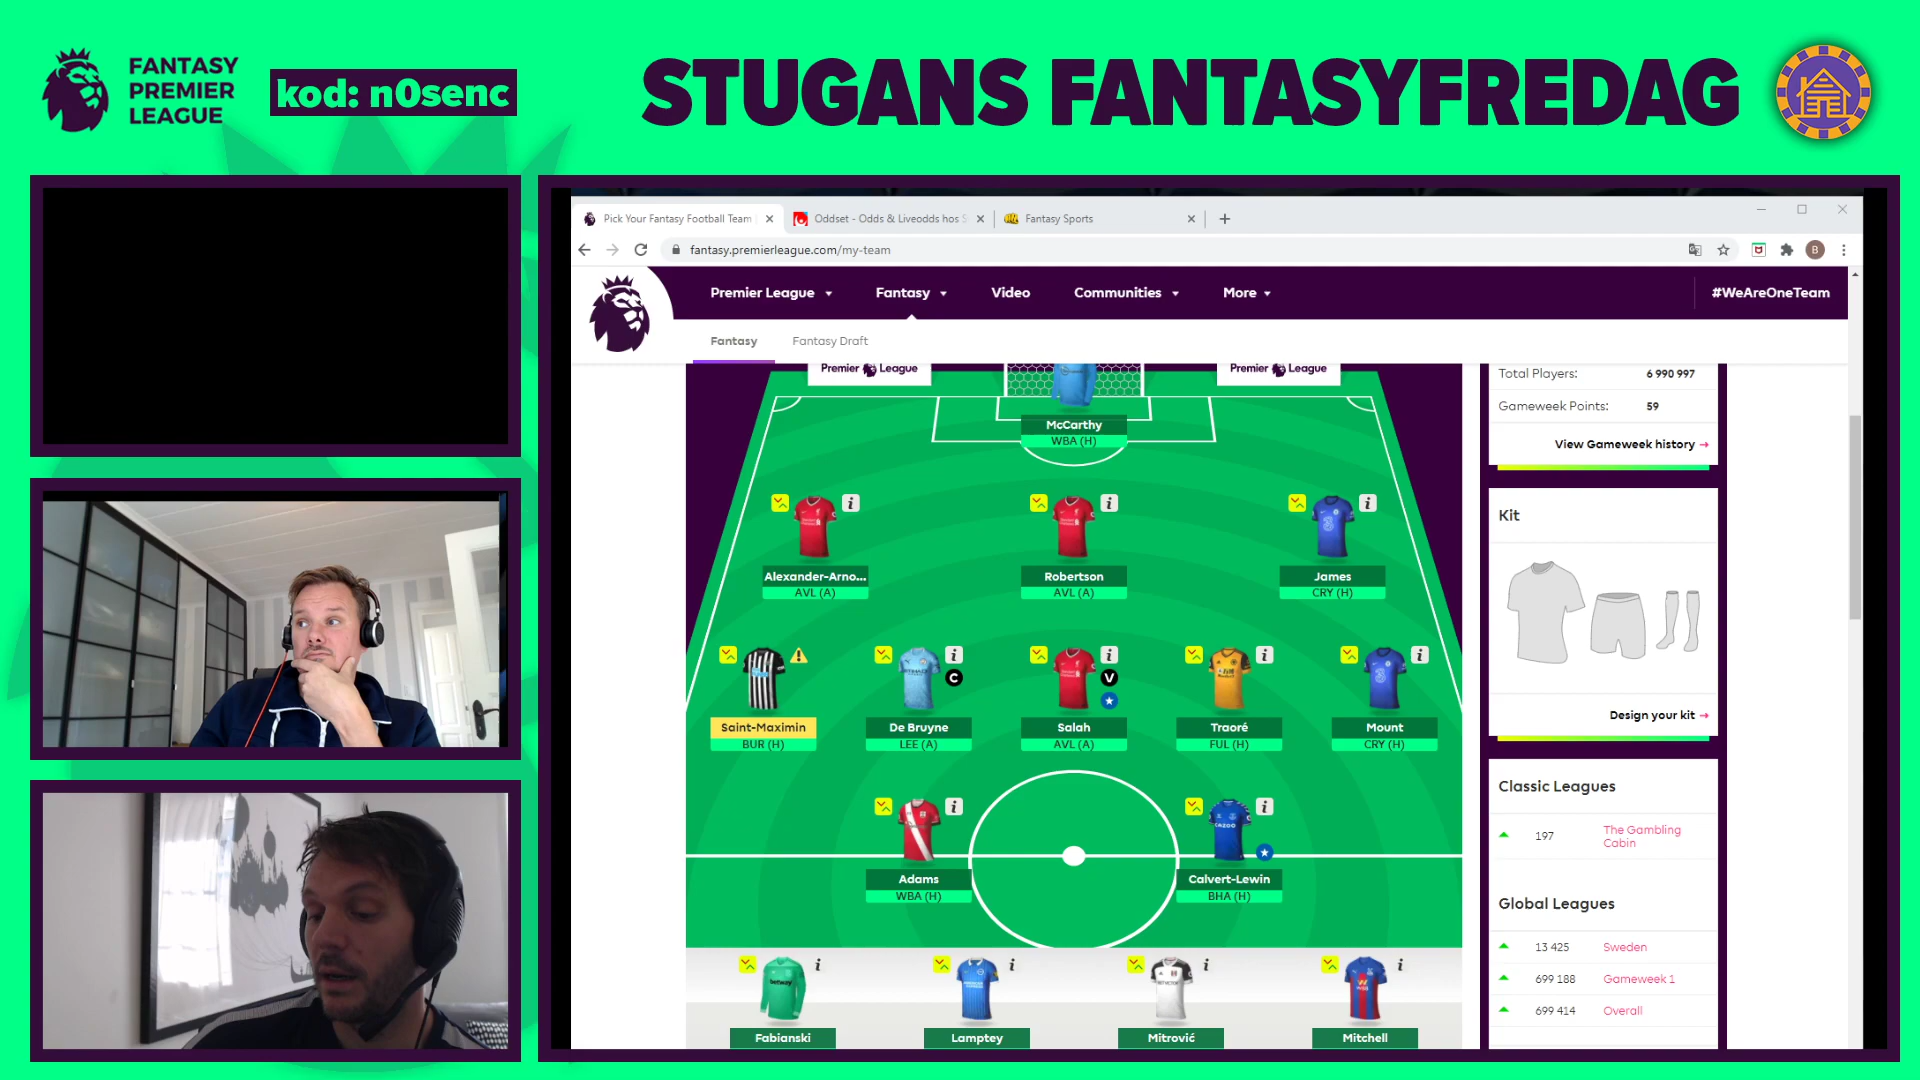 FANTASY
PREMIER
LEAGUE
kod: n0senc
STUGANS FANTASYFREDAG
Pick Your Fantasy Football Team
Oddset - Odds & Liveodds hos S
Fantasy Sports
fantasy.premierleague.com/my-team
B
Premier League
Fantasy
Video
Communities
More
#WeAreOneTeam
Fantasy
Fantasy Draft
Premier League
Premier League
McCarthy
WBA (H)
Alexander-Arno...
AVL (A)
Robertson
AVL (A)
James
CRY (H)
Saint-Maximin
BUR (H)
C
De Bruyne
LEE (A)
V
Salah
AVL (A)
Traoré
FUL (H)
Mount
CRY (H)
Adams
WBA (H)
CAZOO
Calvert-Lewin
BHA (H)
betway
Fabianski
Lamptey
Mitrović
Mitchell
Total Players: 6 990 997
Gameweek Points: 59
View Gameweek history →
Kit
Design your kit →
Classic Leagues
197 The Gambling
Cabin
Global Leagues
13 425 Sweden
699 188 Gameweek 1
699 414 Overall